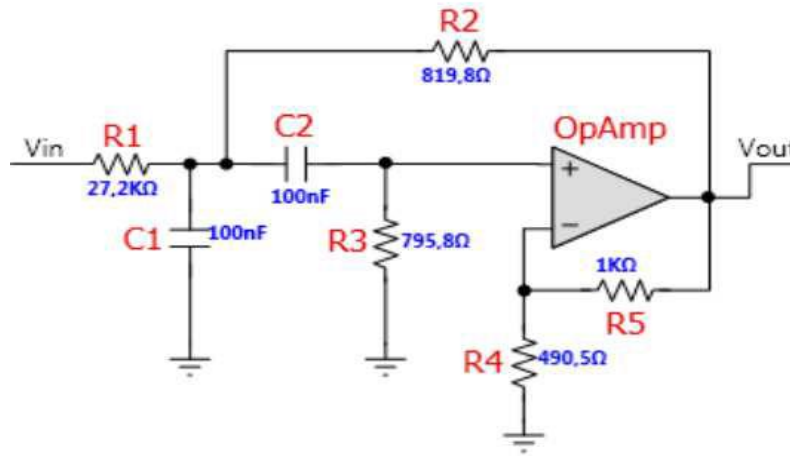 R2
819,8Ω
Vin
R1
27,2KΩ
C2
100nF
OpAmp
Vout
+
−
C1
100nF
R3
795,8Ω
1KΩ
R5
R4
490,5Ω